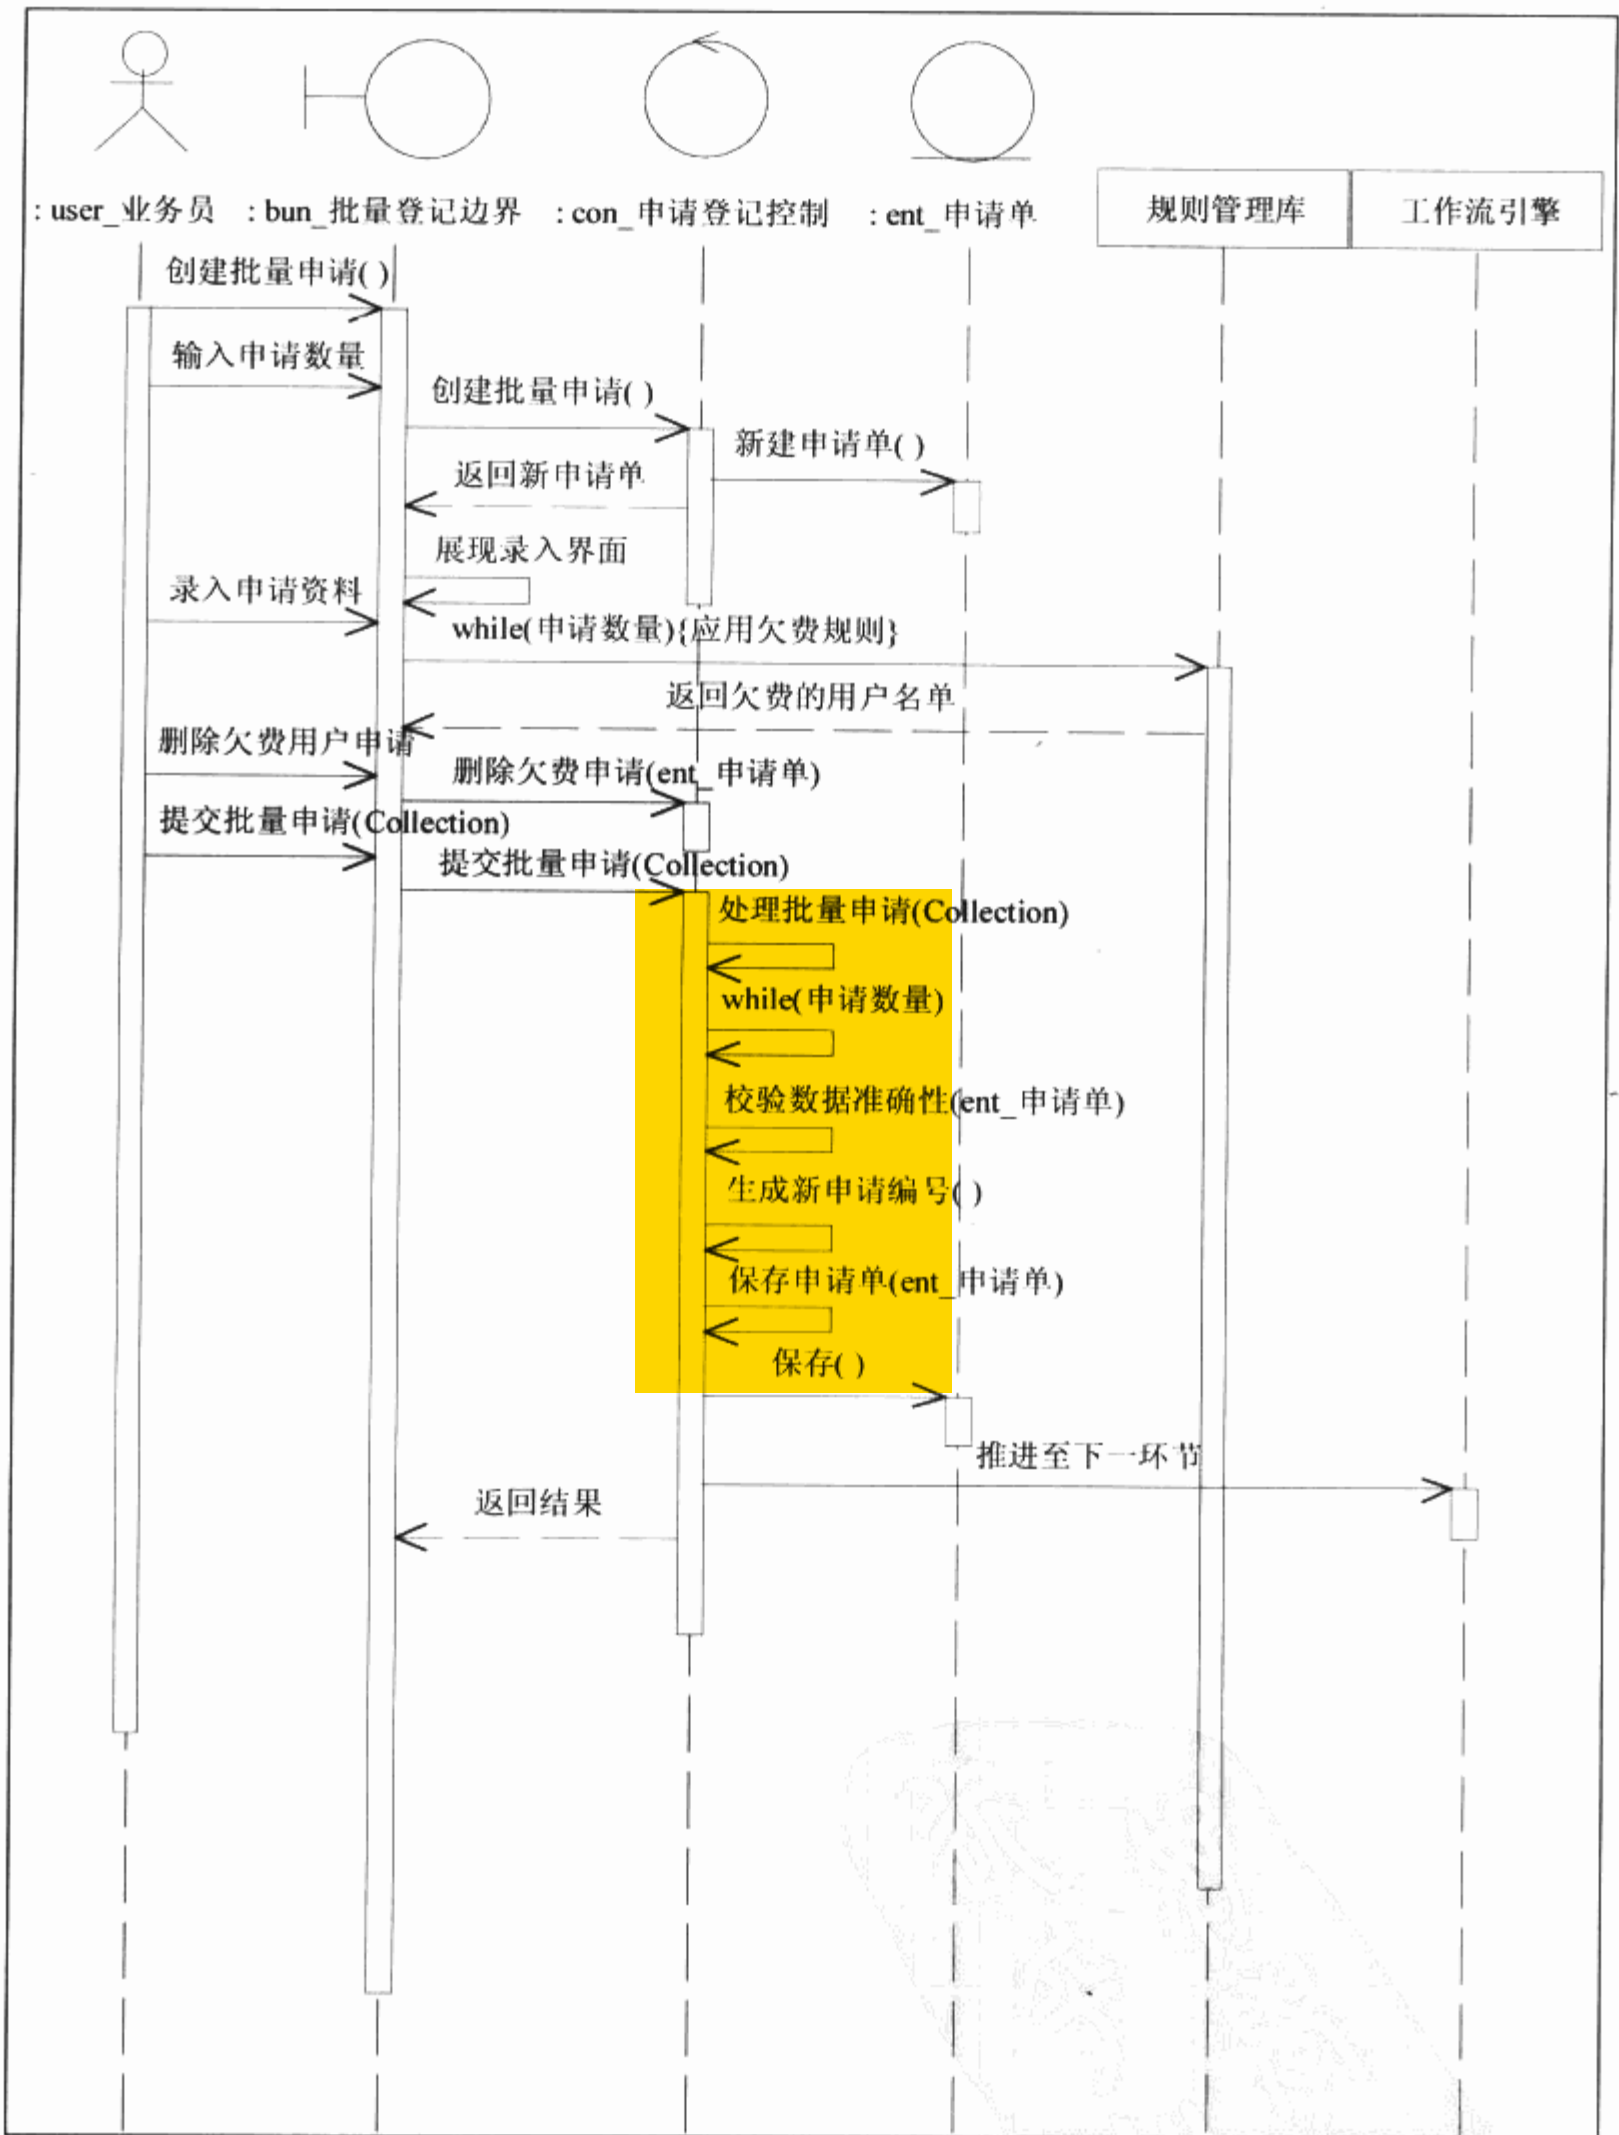 : user_业务员 : bun_批量登记边界 : con_申请登记控制 : ent_申请单 规则管理库 工作流引擎
创建批量申请( )
输入申请数量
创建批量申请( )
新建申请单( )
返回新申请单
展现录入界面
录入申请资料
while(申请数量){应用欠费规则}
返回欠费的用户名单
删除欠费用户申请
删除欠费申请(ent_申请单)
提交批量申请(Collection)
提交批量申请(Collection)
处理批量申请(Collection)
while(申请数量)
校验数据准确性(ent_申请单)
生成新申请编号( )
保存申请单(ent_申请单)
保存( )
推进至下一环节
返回结果